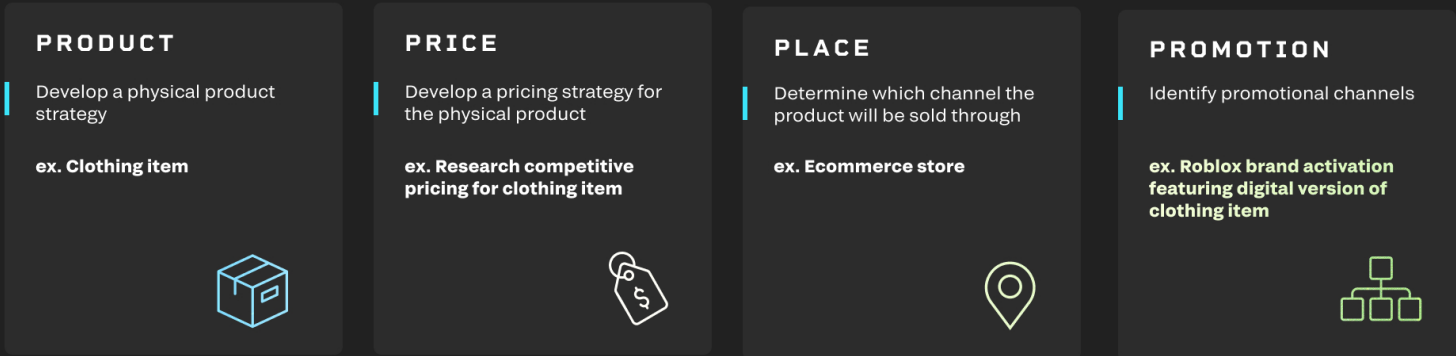 PRODUCT
Develop a physical product
strategy
ex. Clothing item
PRICE
Develop a pricing strategy for
the physical product
ex. Research competitive
pricing for clothing item
$
PLACE
Determine which channel the
product will be sold through
ex. Ecommerce store
PROMOTION
Identify promotional channels
ex. Roblox brand activation
featuring digital version of
clothing item